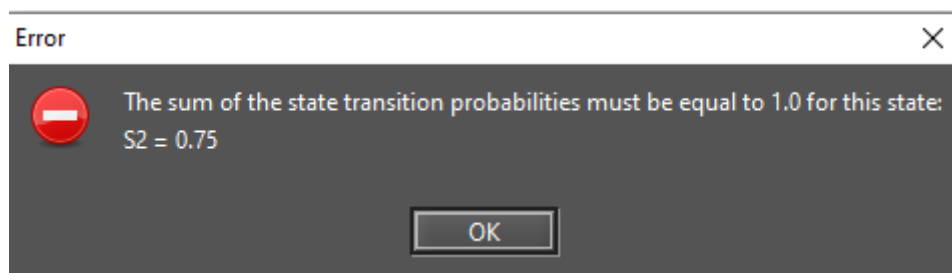 Error
The sum of the state transition probabilities must be equal to 1.0 for this state:
S2 = 0.75
OK